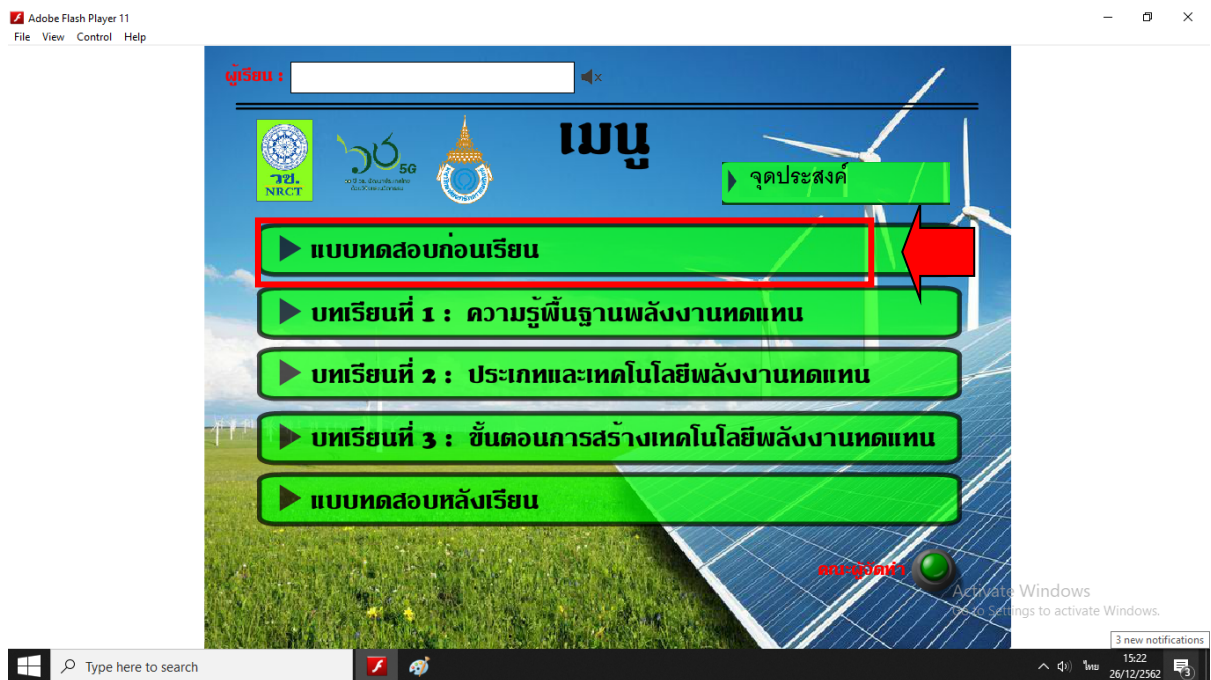 Adobe Flash Player 11
File View Control Help
ผู้เรียน :
เมนู
วช.
NRCT
5G
จุดประสงค์
แบบทดสอบก่อนเรียน
บทเรียนที่ 1 : ความรู้พื้นฐานพลังงานทดแทน
บทเรียนที่ 2 : ประเภทและเทคโนโลยีพลังงานทดแทน
บทเรียนที่ 3 : ขั้นตอนการสร้างเทคโนโลยีพลังงานทดแทน
แบบทดสอบหลังเรียน
คณะผู้จัดทำ
Activate Windows
Go to Settings to activate Windows.
3 new notifications
Type here to search
ไทย
15:22
26/12/2562
3